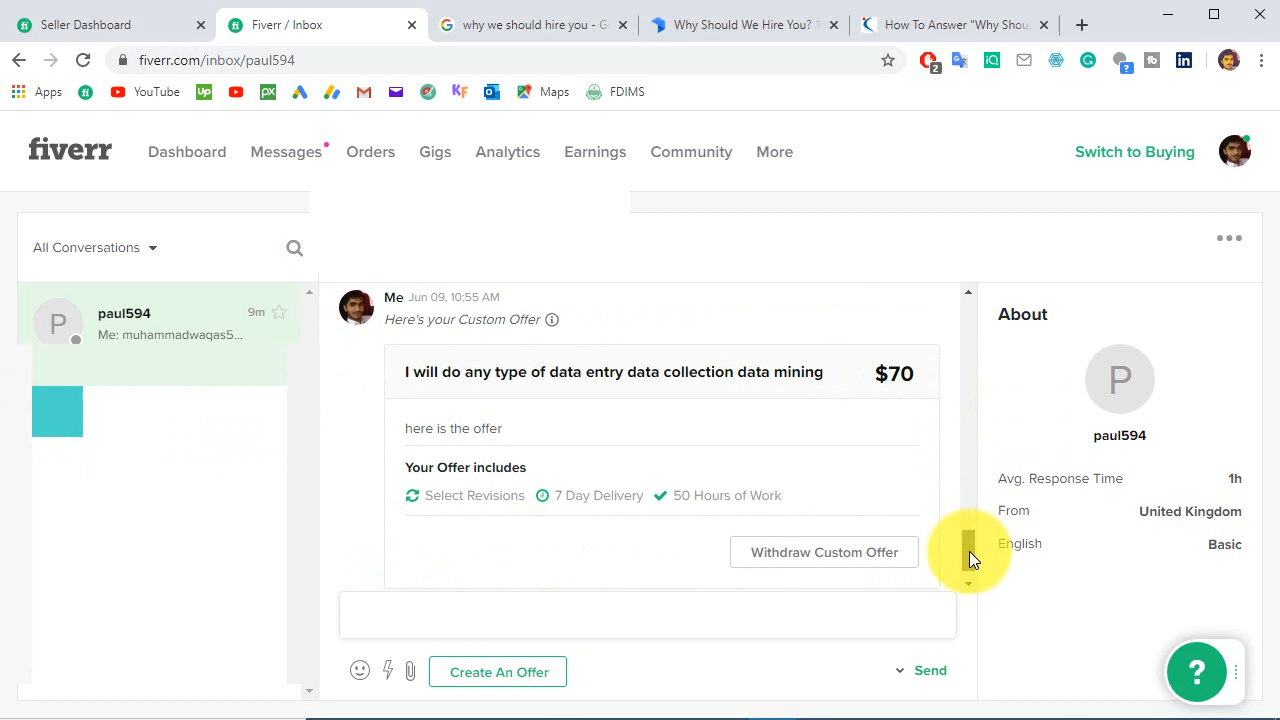 Seller Dashboard
Fiverr / Inbox
why we should hire you - G
Why Should We Hire You? 1
How To Answer "Why Shou
fiverr.com/inbox/paul594
2
?
Apps
YouTube
Maps
FDIMS
fiverr
Dashboard
Messages
Orders
Gigs
Analytics
Earnings
Community
More
Switch to Buying
All Conversations
paul594
9m
Me: muhammadwaqas5...
P
Me Jun 09, 10:55 AM
Here's your Custom Offer
I will do any type of data entry data collection data mining
$70
here is the offer
Your Offer includes
Select Revisions
7 Day Delivery
50 Hours of Work
Withdraw Custom Offer
Create An Offer
Send
About
P
paul594
Avg. Response Time 1h
From United Kingdom
English Basic
?